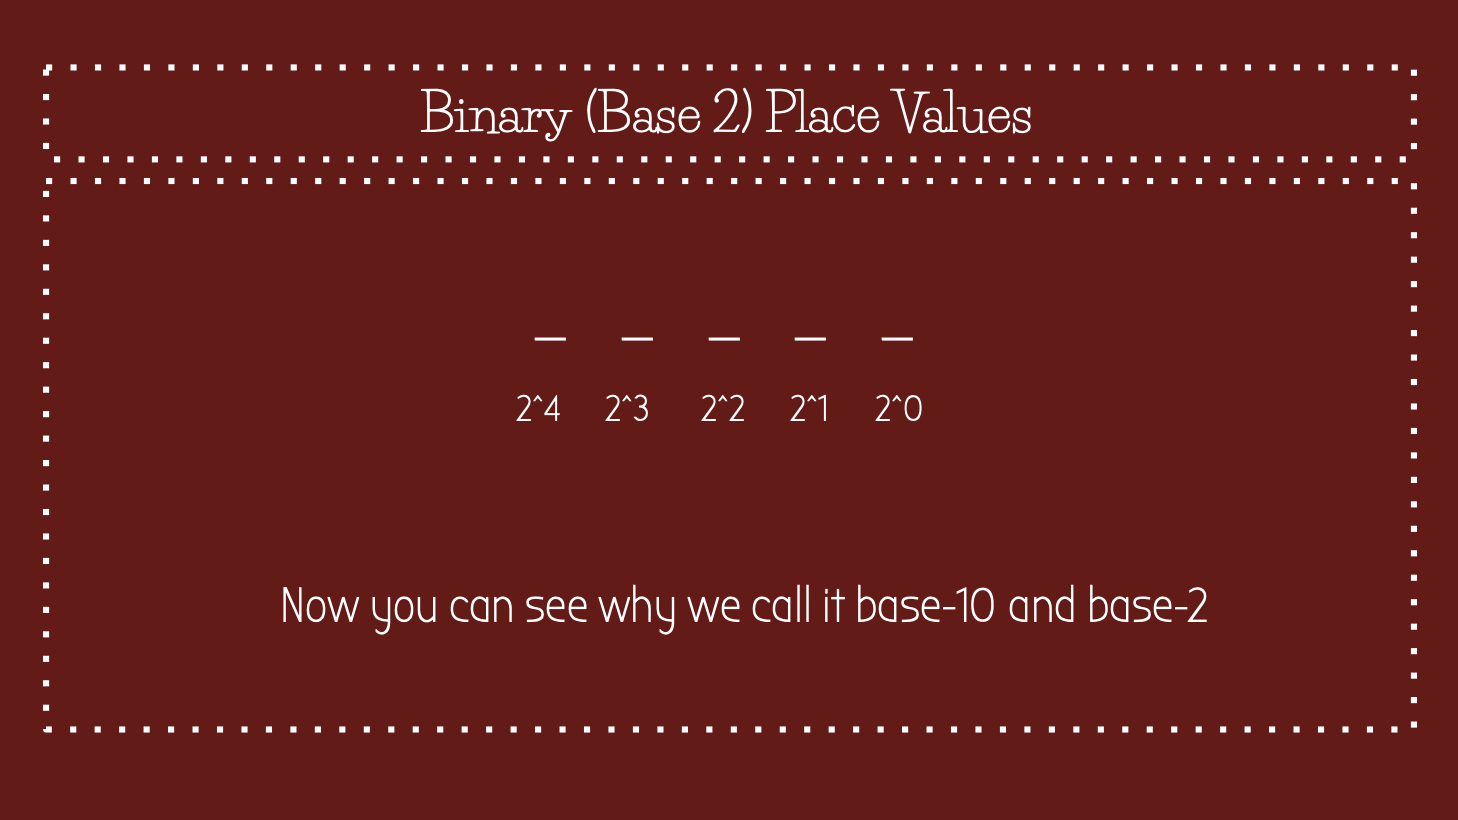 Binary (Base 2) Place Values
_ _ _ _ _
2^4 2^3 2^2 2^1 2^0
Now you can see why we call it base-10 and base-2